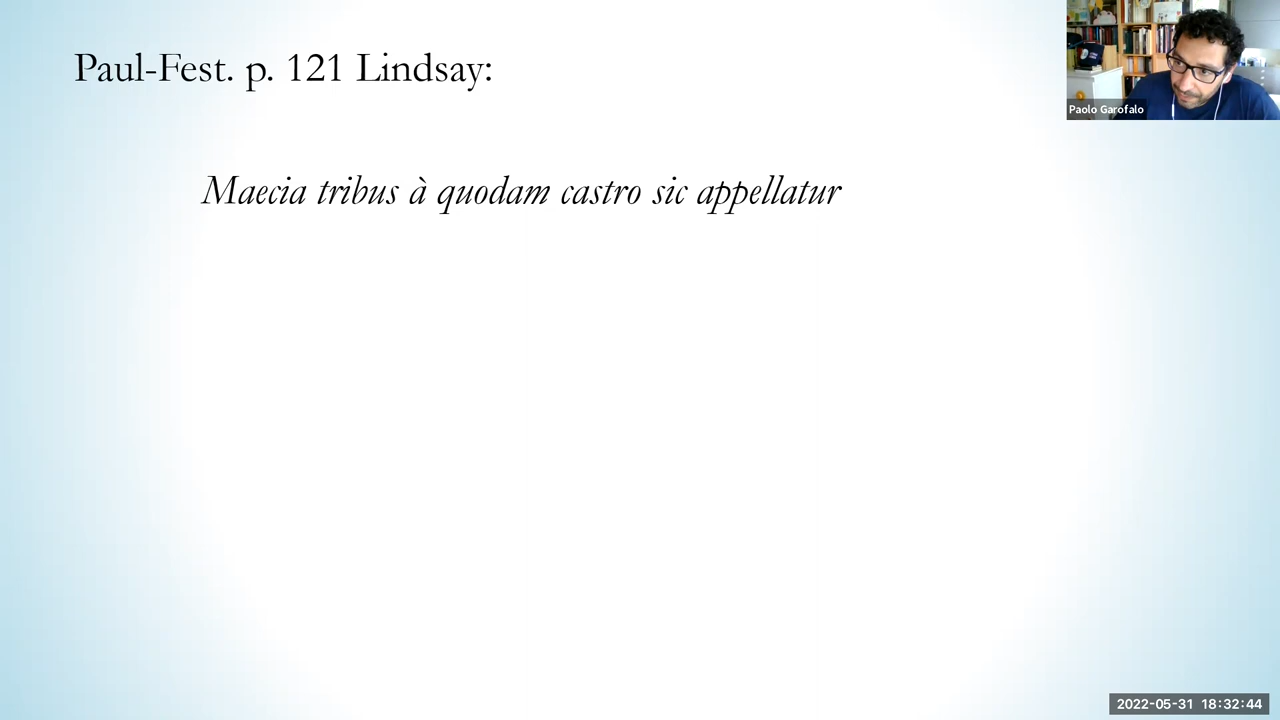 Paul-Fest. p. 121 Lindsay:
Paolo Garofalo
Maecia tribus à quodam castro sic appellatur
2022-05-31 18:32:44